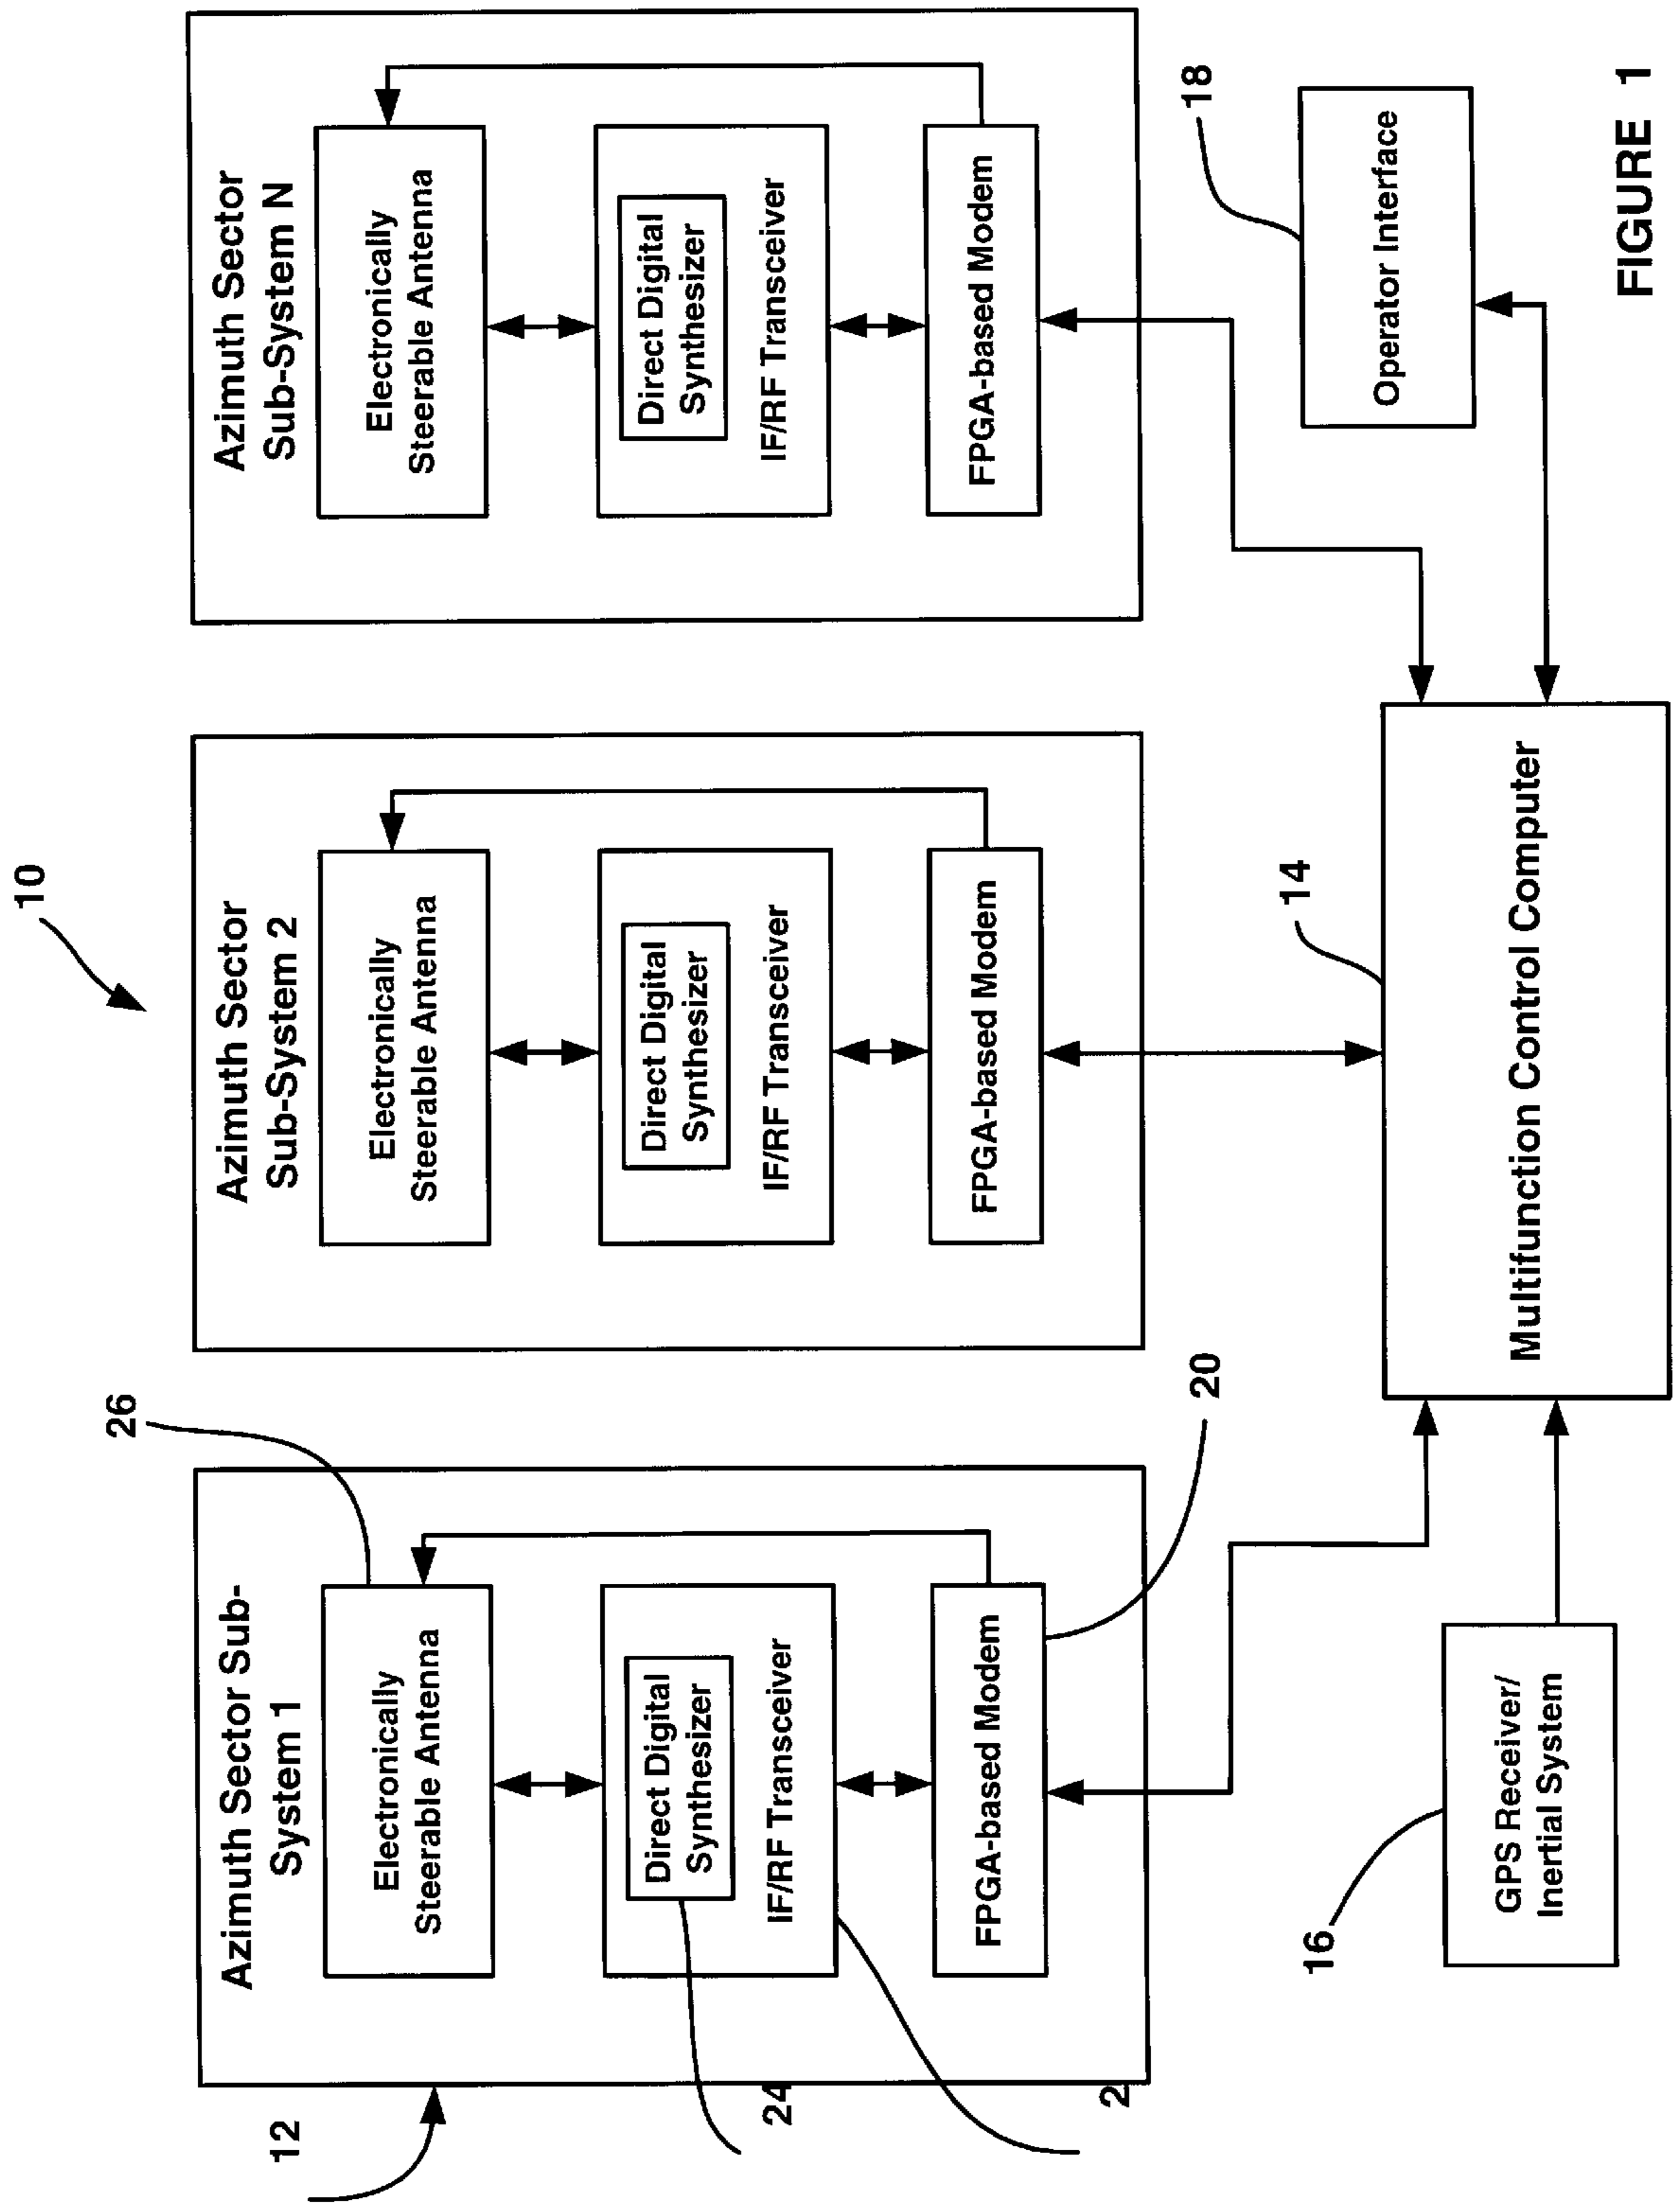 10
Azimuth Sector Sub-
System 1
Electronically
Steerable Antenna
Direct Digital
Synthesizer
IF/RF Transceiver
FPGA-based Modem
12
26
24
2
20
Azimuth Sector
Sub-System 2
Electronically
Steerable Antenna
Direct Digital
Synthesizer
IF/RF Transceiver
FPGA-based Modem
Azimuth Sector
Sub-System N
Electronically
Steerable Antenna
Direct Digital
Synthesizer
IF/RF Transceiver
FPGA-based Modem
16
GPS Receiver/
Inertial System
14
Multifunction Control Computer
18
Operator Interface
FIGURE 1